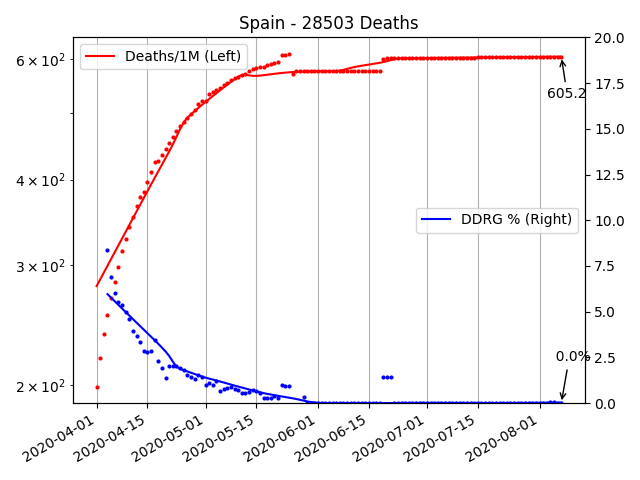 Spain - 28503 Deaths
Deaths/1M (Left)
DDRG % (Right)
605.2
0.0%
6 × 10²
4 × 10²
3 × 10²
2 × 10²
20.0
17.5
15.0
12.5
10.0
7.5
5.0
2.5
0.0
2020-04-01
2020-04-15
2020-05-01
2020-05-15
2020-06-01
2020-06-15
2020-07-01
2020-07-15
2020-08-01